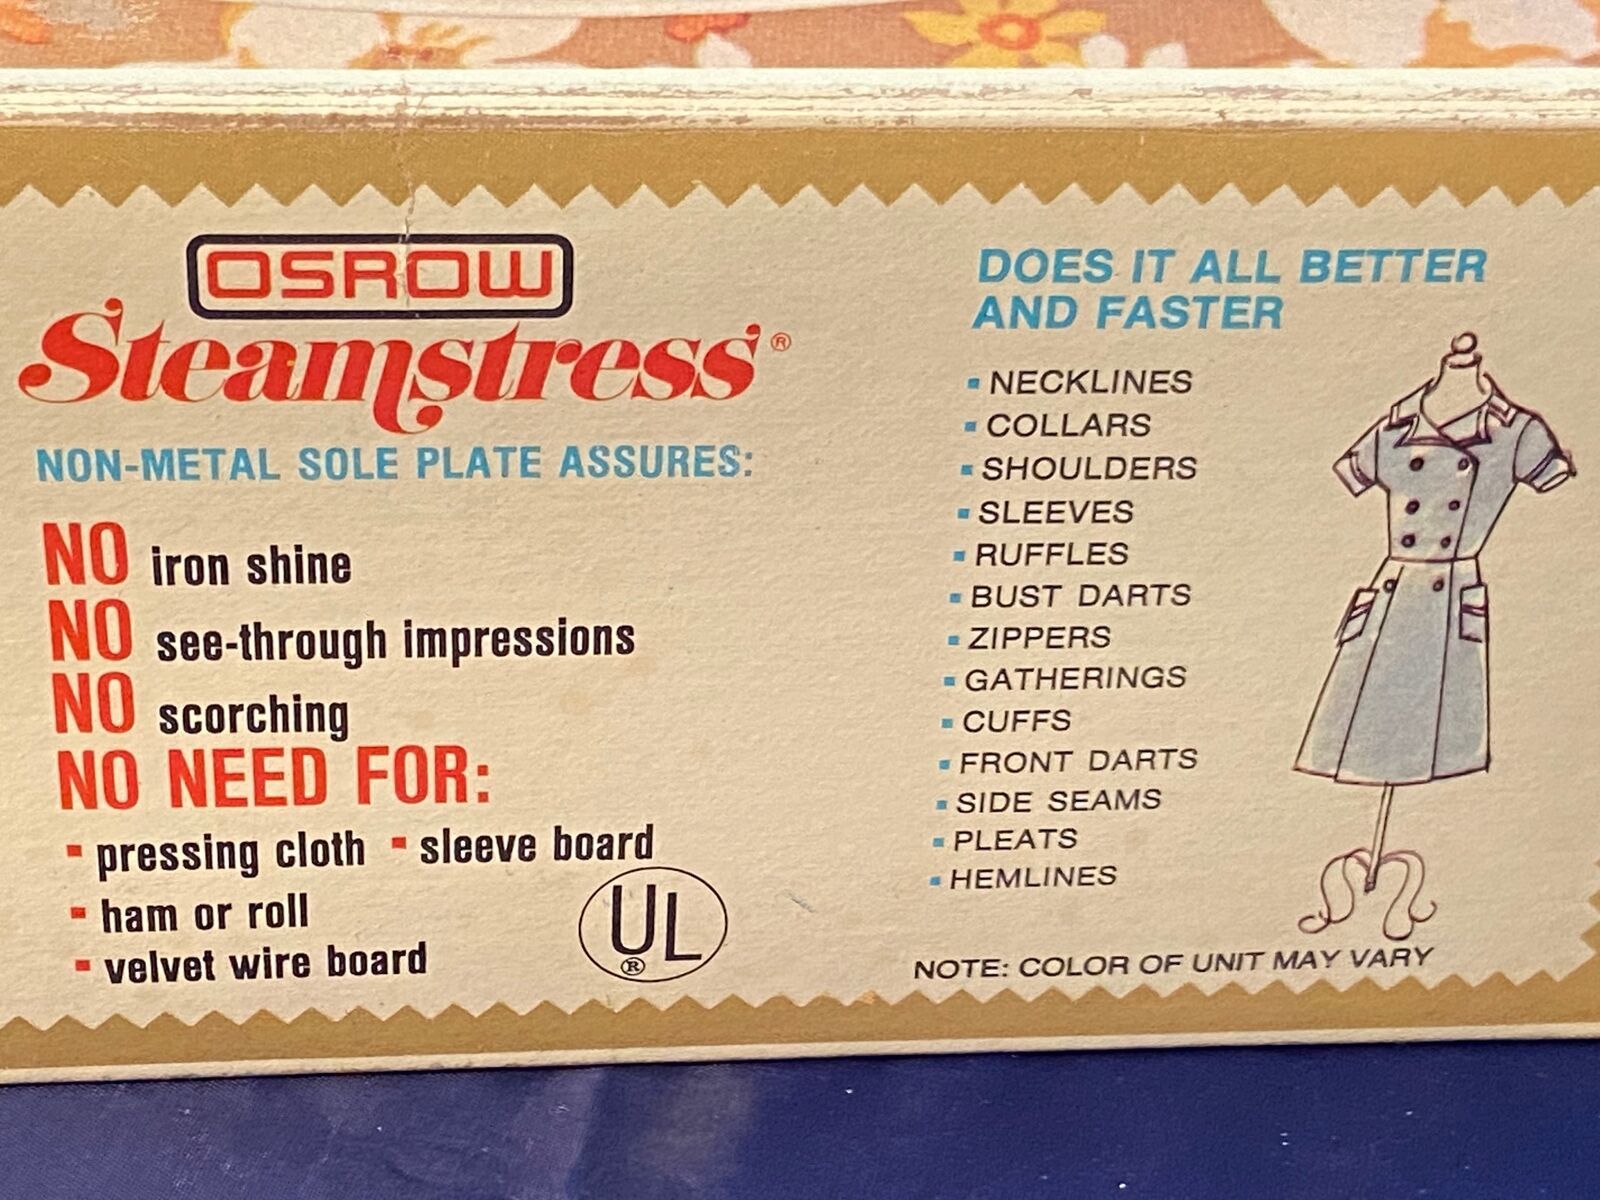 OSROW
Steamstress®
NON-METAL SOLE PLATE ASSURES:
NO iron shine
NO see-through impressions
NO scorching
NO NEED FOR:
▪ pressing cloth ▪ sleeve board
▪ ham or roll
▪ velvet wire board
UL®
DOES IT ALL BETTER
AND FASTER
▪ NECKLINES
▪ COLLARS
▪ SHOULDERS
▪ SLEEVES
▪ RUFFLES
▪ BUST DARTS
▪ ZIPPERS
▪ GATHERINGS
▪ CUFFS
▪ FRONT DARTS
▪ SIDE SEAMS
▪ PLEATS
▪ HEMLINES
NOTE: COLOR OF UNIT MAY VARY